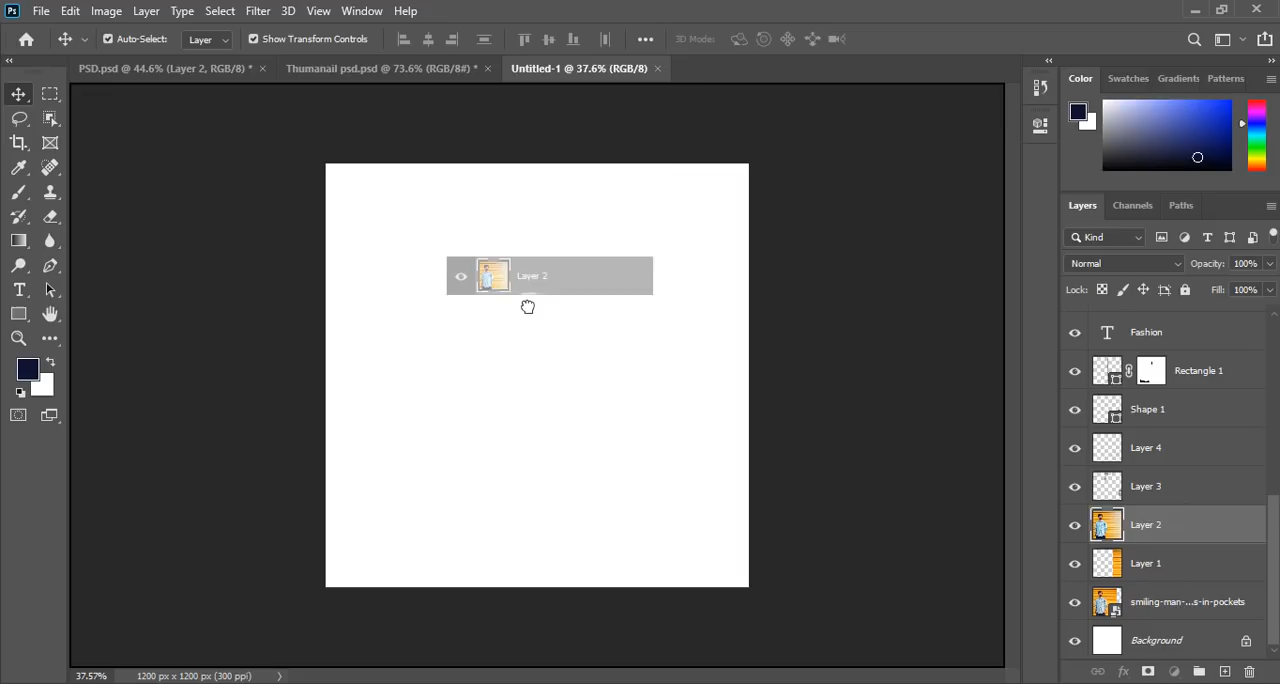 Ps File Edit Image Layer Type Select Filter 3D View Window Help
Auto-Select: Layer Show Transform Controls 3D Mode:
PSD.psd @ 44.6% (Layer 2, RGB/8) * × Thumanail psd.psd @ 73.6% (RGB/8#) * × Untitled-1 @ 37.6% (RGB/8) ×
Color Swatches Gradients Patterns
Layers Channels Paths
Kind
Normal Opacity: 100%
Lock: Fill: 100%
Layer 2
Fashion
Rectangle 1
Shape 1
Layer 4
Layer 3
Layer 2
Layer 1
smiling-man-...s-in-pockets
Background
37.57% 1200 px x 1200 px (300 ppi)